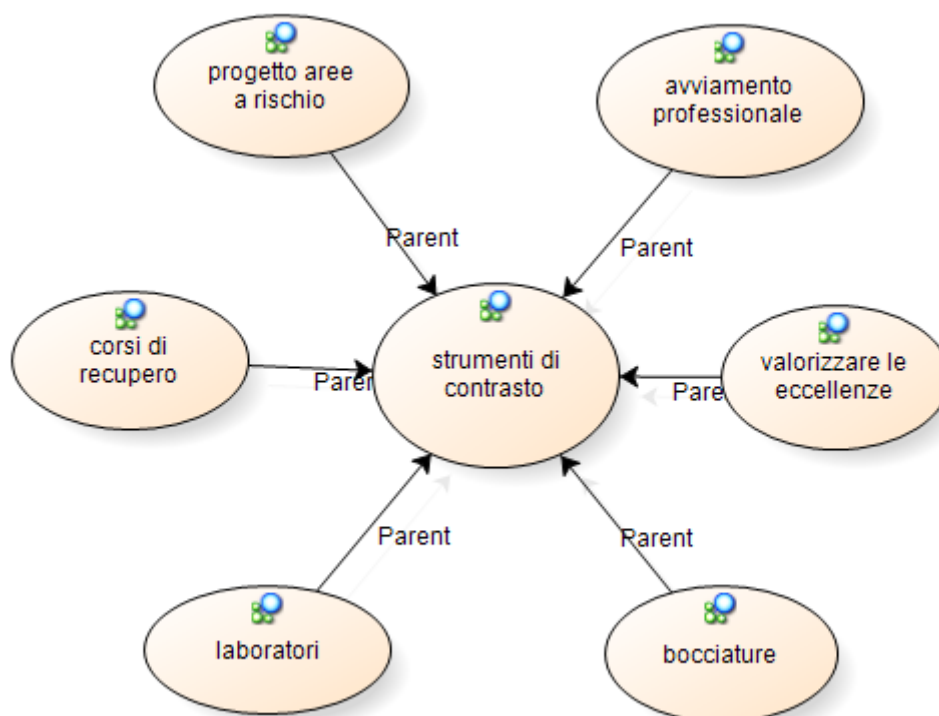 progetto aree
a rischio
avviamento
professionale
Parent
Parent
corsi di
recupero
Paren
strumenti di
contrasto
Pare
valorizzare le
eccellenze
Parent
Parent
laboratori
bocciature